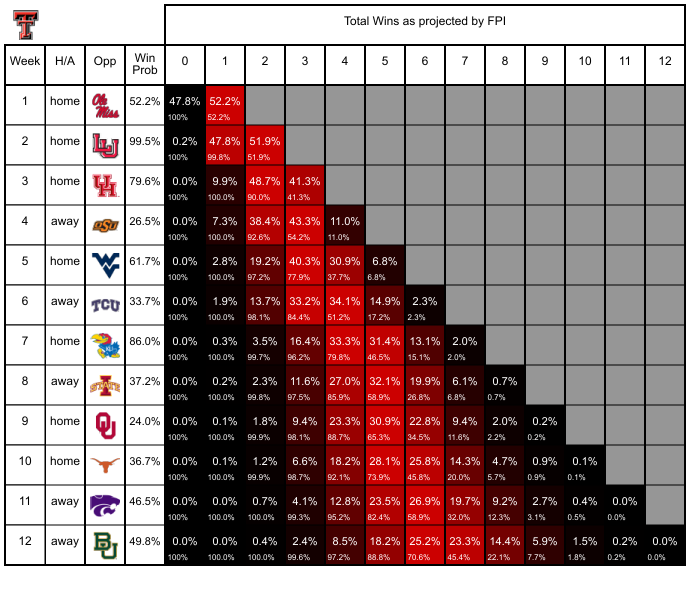 Total Wins as projected by FPI
Week H/A Opp Win Prob 0 1 2 3 4 5 6 7 8 9 10 11 12
1 home Ole Miss 52.2% 47.8% 52.2%
100% 52.2%
2 home LU 99.5% 0.2% 47.8% 51.9%
100% 99.8% 51.9%
3 home UH 79.6% 0.0% 9.9% 48.7% 41.3%
100% 100.0% 90.0% 41.3%
4 away OSU 26.5% 0.0% 7.3% 38.4% 43.3% 11.0%
100% 100.0% 92.6% 54.2% 11.0%
5 home WV 61.7% 0.0% 2.8% 19.2% 40.3% 30.9% 6.8%
100% 100.0% 97.2% 77.9% 37.7% 6.8%
6 away TCU 33.7% 0.0% 1.9% 13.7% 33.2% 34.1% 14.9% 2.3%
100% 100.0% 98.1% 84.4% 51.2% 17.2% 2.3%
7 home KU 86.0% 0.0% 0.3% 3.5% 16.4% 33.3% 31.4% 13.1% 2.0%
100% 100.0% 99.7% 96.2% 79.8% 46.5% 15.1% 2.0%
8 away I STATE 37.2% 0.0% 0.2% 2.3% 11.6% 27.0% 32.1% 19.9% 6.1% 0.7%
100% 100.0% 99.8% 97.5% 85.9% 58.9% 26.8% 6.8% 0.7%
9 home OU 24.0% 0.0% 0.1% 1.8% 9.4% 23.3% 30.9% 22.8% 9.4% 2.0% 0.2%
100% 100.0% 99.9% 98.1% 88.7% 65.3% 34.5% 11.6% 2.2% 0.2%
10 home 36.7% 0.0% 0.1% 1.2% 6.6% 18.2% 28.1% 25.8% 14.3% 4.7% 0.9% 0.1%
100% 100.0% 99.9% 98.7% 92.1% 73.9% 45.8% 20.0% 5.7% 0.9% 0.1%
11 away 46.5% 0.0% 0.0% 0.7% 4.1% 12.8% 23.5% 26.9% 19.7% 9.2% 2.7% 0.4% 0.0%
100% 100.0% 100.0% 99.3% 95.2% 82.4% 58.9% 32.0% 12.3% 3.1% 0.5% 0.0%
12 away BU 49.8% 0.0% 0.0% 0.4% 2.4% 8.5% 18.2% 25.2% 23.3% 14.4% 5.9% 1.5% 0.2% 0.0%
100% 100.0% 100.0% 99.6% 97.2% 88.8% 70.6% 45.4% 22.1% 7.7% 1.8% 0.2% 0.0%